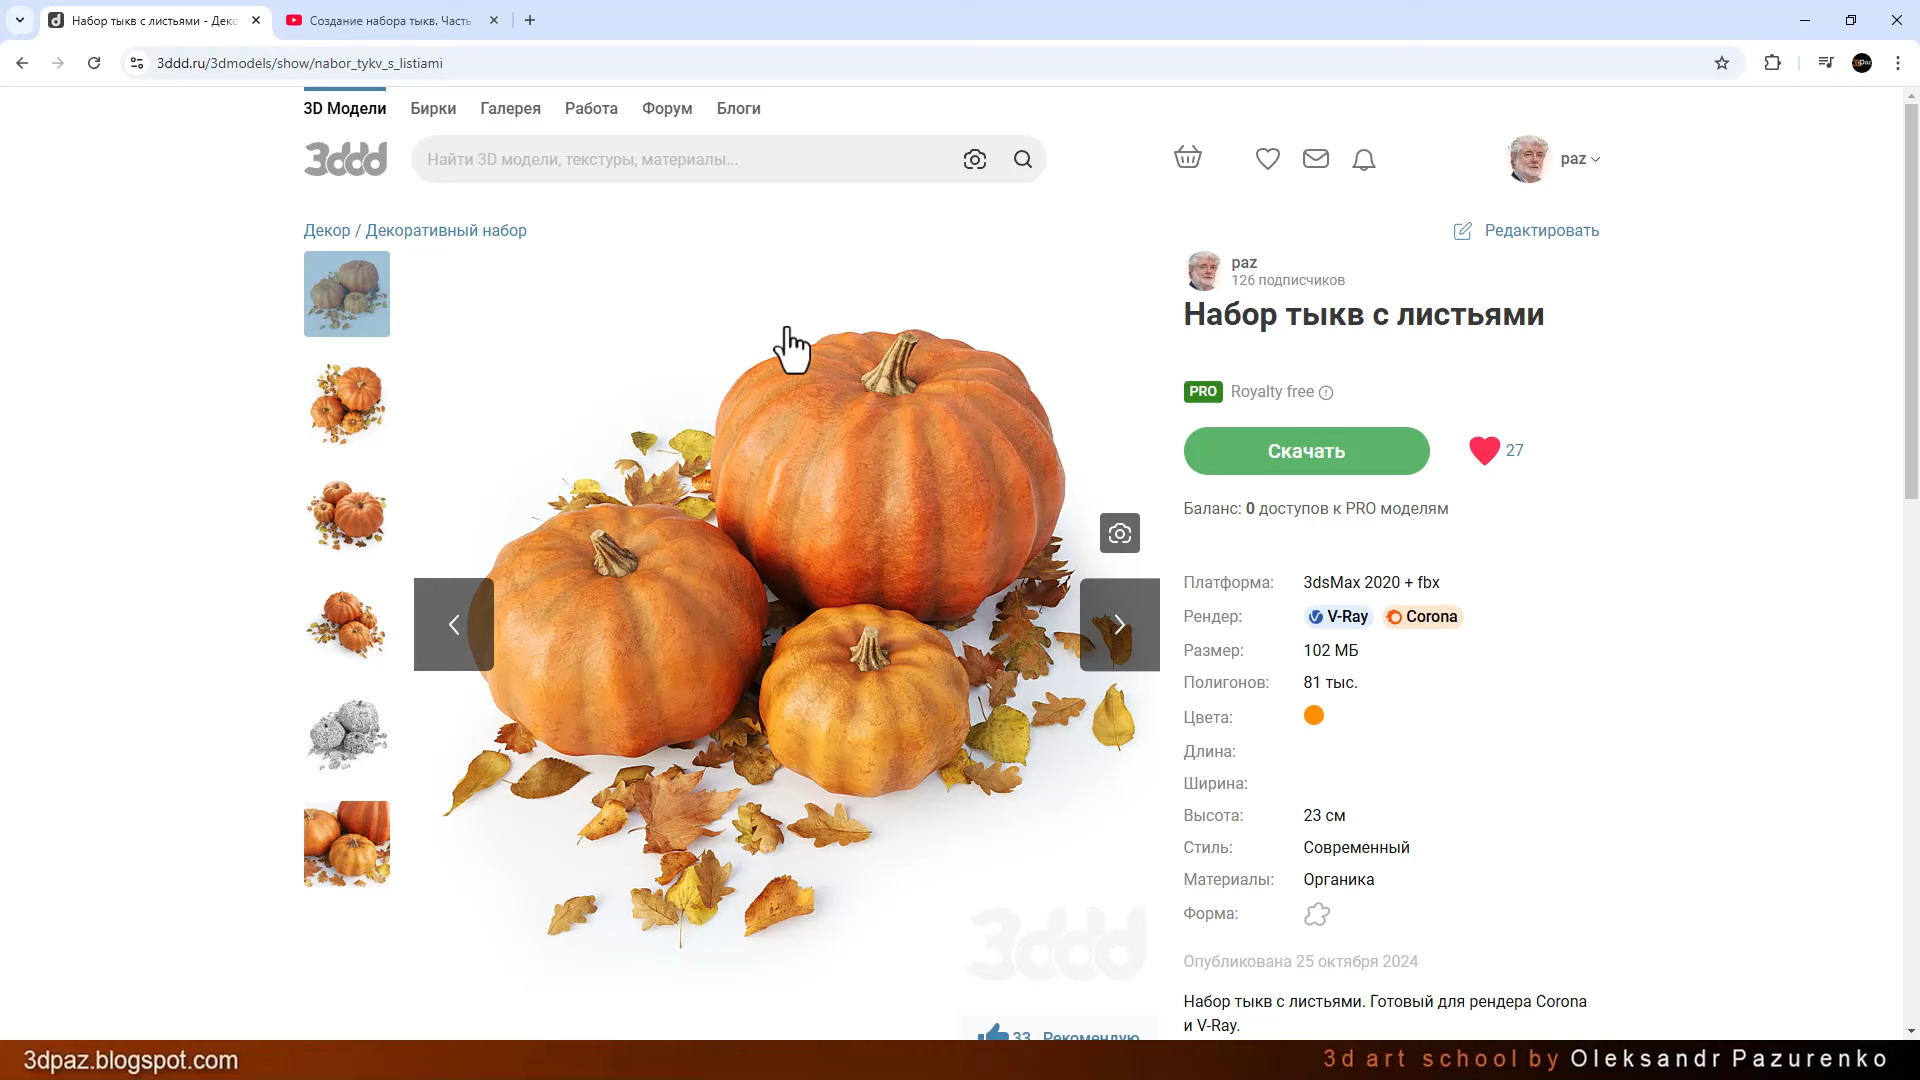 Набор тыкв с листьями - Деко
Создание набора тыкв. Часть
3ddd.ru/3dmodels/show/nabor_tykv_s_listiami
3D Модели
Бирки
Галерея
Работа
Форум
Блоги
3ddd
Найти 3D модели, текстуры, материалы...
paz
Декор / Декоративный набор
Редактировать
paz
126 подписчиков
Набор тыкв с листьями
PRO Royalty free
Скачать
27
Баланс: 0 доступов к PRO моделям
Платформа: 3dsMax 2020 + fbx
Рендер: V-Ray Corona
Размер: 102 МБ
Полигонов: 81 тыс.
Цвета:
Длина:
Ширина:
Высота: 23 см
Стиль: Современный
Материалы: Органика
Форма:
3ddd
Опубликована 25 октября 2024
Набор тыкв с листьями. Готовый для рендера Corona
и V-Ray.
33 Рекомендую
3dpaz.blogspot.com
3d art school by Oleksandr Pazurenko